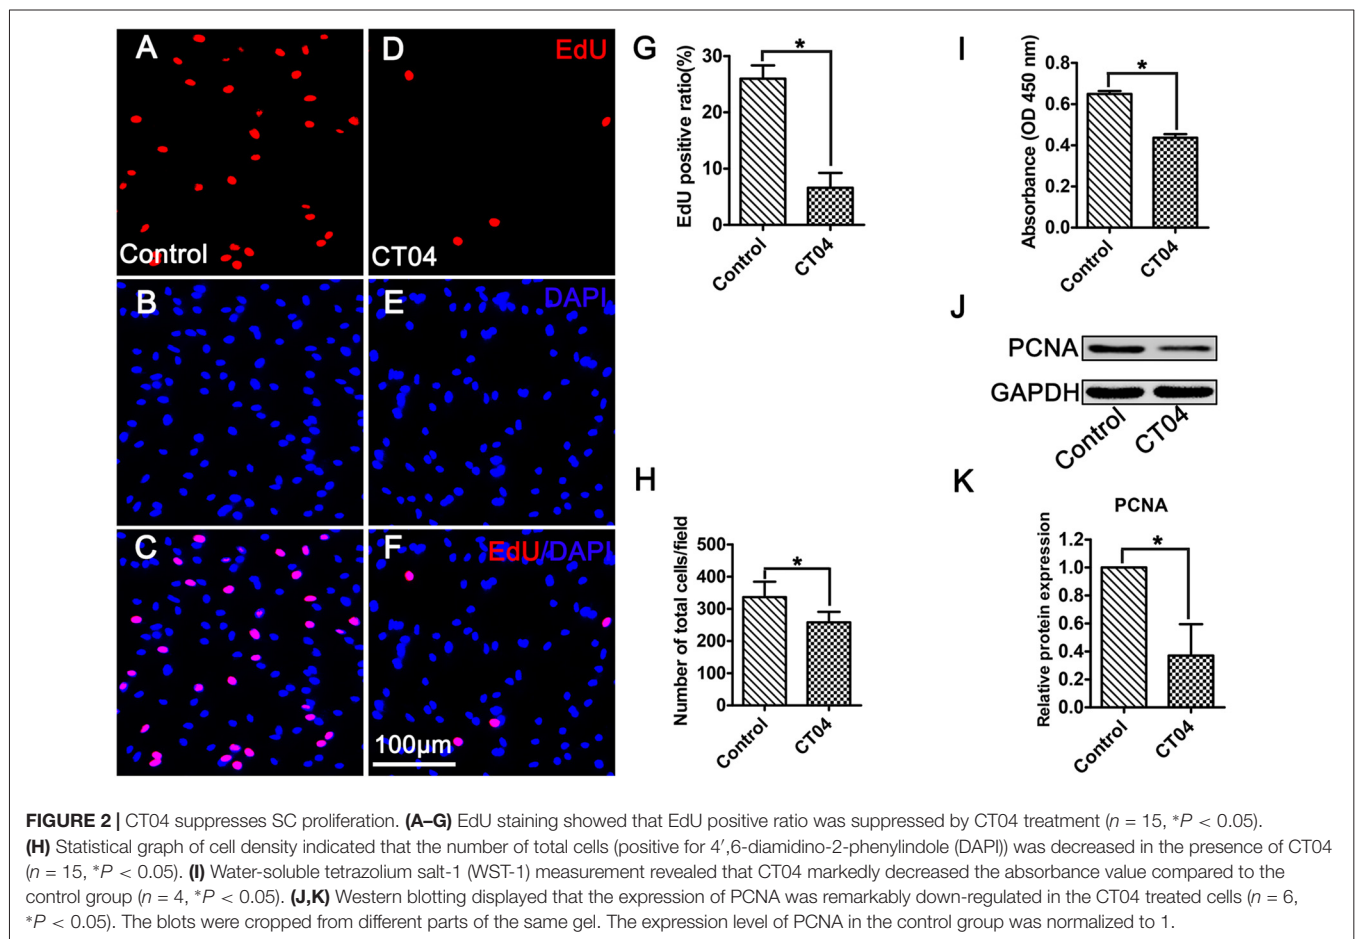 A
Control
D
EdU
CT04
B
E
DAPI
C
F
EdU/DAPI
100µm
G
EdU positive ratio(%)
30
20
10
0
*
Control
CT04
H
Number of total cells/field
500
400
300
200
100
0
*
Control
CT04
I
Absorbance (OD 450 nm)
0.8
0.6
0.4
0.2
0.0
*
Control
CT04
J
PCNA
GAPDH
Control
CT04
K
PCNA
Relative protein expression
1.2
1.0
0.8
0.6
0.4
0.2
0.0
*
Control
CT04
FIGURE 2 | CT04 suppresses SC proliferation. (A–G) EdU staining showed that EdU positive ratio was suppressed by CT04 treatment (n = 15, *P < 0.05).
(H) Statistical graph of cell density indicated that the number of total cells (positive for 4′,6-diamidino-2-phenylindole (DAPI)) was decreased in the presence of CT04
(n = 15, *P < 0.05). (I) Water-soluble tetrazolium salt-1 (WST-1) measurement revealed that CT04 markedly decreased the absorbance value compared to the
control group (n = 4, *P < 0.05). (J,K) Western blotting displayed that the expression of PCNA was remarkably down-regulated in the CT04 treated cells (n = 6,
*P < 0.05). The blots were cropped from different parts of the same gel. The expression level of PCNA in the control group was normalized to 1.